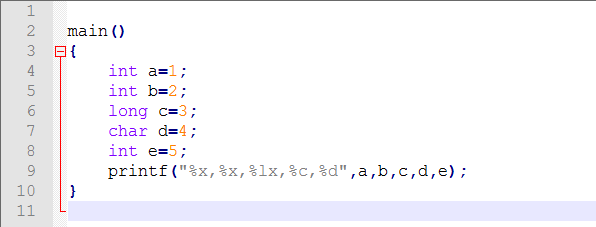 1
2 main()
3 {
4 int a=1;
5 int b=2;
6 long c=3;
7 char d=4;
8 int e=5;
9 printf("%x,%x,%lx,%c,%d",a,b,c,d,e);
10 }
11